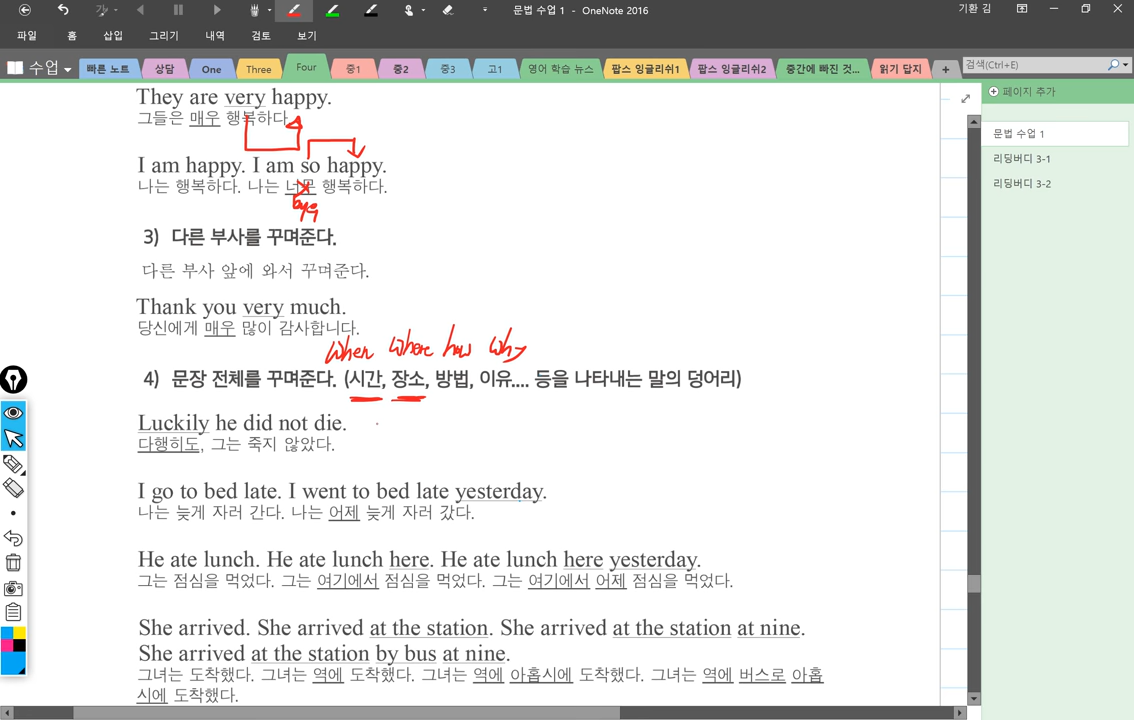 문법 수업 1 - OneNote 2016
기환 김
파일 홈 삽입 그리기 내역 검토 보기
수업 빠른 노트 상담 One Three Four 중1 중2 중3 고1 영어 학습 뉴스 팝스 잉글리쉬1 팝스 잉글리쉬2 중간에 빠진 것... 읽기 답지 + 검색(Ctrl+E)
페이지 추가
문법 수업 1
리딩버디 3-1
리딩버디 3-2
They are very happy.
그들은 매우 행복하다.
I am happy. I am so happy.
나는 행복하다. 나는 너무 행복하다.
3) 다른 부사를 꾸며준다.
다른 부사 앞에 와서 꾸며준다.
Thank you very much.
당신에게 매우 많이 감사합니다.
when where how why
4) 문장 전체를 꾸며준다. (시간, 장소, 방법, 이유.... 등을 나타내는 말의 덩어리)
Luckily he did not die.
다행히도, 그는 죽지 않았다.
I go to bed late. I went to bed late yesterday.
나는 늦게 자러 간다. 나는 어제 늦게 자러 갔다.
He ate lunch. He ate lunch here. He ate lunch here yesterday.
그는 점심을 먹었다. 그는 여기에서 점심을 먹었다. 그는 여기에서 어제 점심을 먹었다.
She arrived. She arrived at the station. She arrived at the station at nine.
She arrived at the station by bus at nine.
그녀는 도착했다. 그녀는 역에 도착했다. 그녀는 역에 아홉시에 도착했다. 그녀는 역에 버스로 아홉
시에 도착했다.